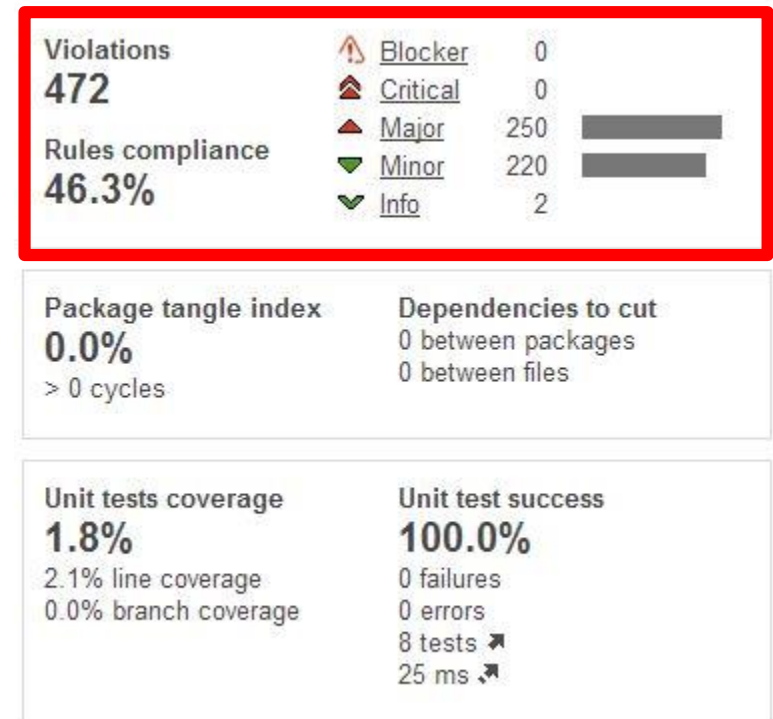 Violations
472
Rules compliance
46.3%
Blocker 0
Critical 0
Major 250
Minor 220
Info 2
Package tangle index
0.0%
> 0 cycles
Dependencies to cut
0 between packages
0 between files
Unit tests coverage
1.8%
2.1% line coverage
0.0% branch coverage
Unit test success
100.0%
0 failures
0 errors
8 tests
25 ms